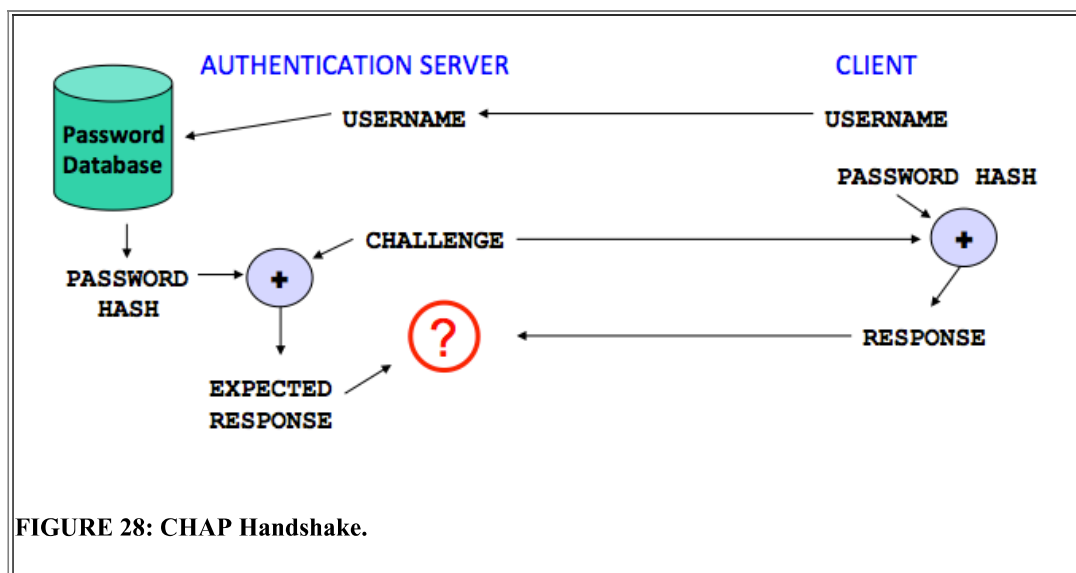 AUTHENTICATION SERVER
CLIENT
Password
Database
USERNAME
USERNAME
PASSWORD HASH
+
CHALLENGE
+
PASSWORD
HASH
?
RESPONSE
EXPECTED
RESPONSE
FIGURE 28: CHAP Handshake.